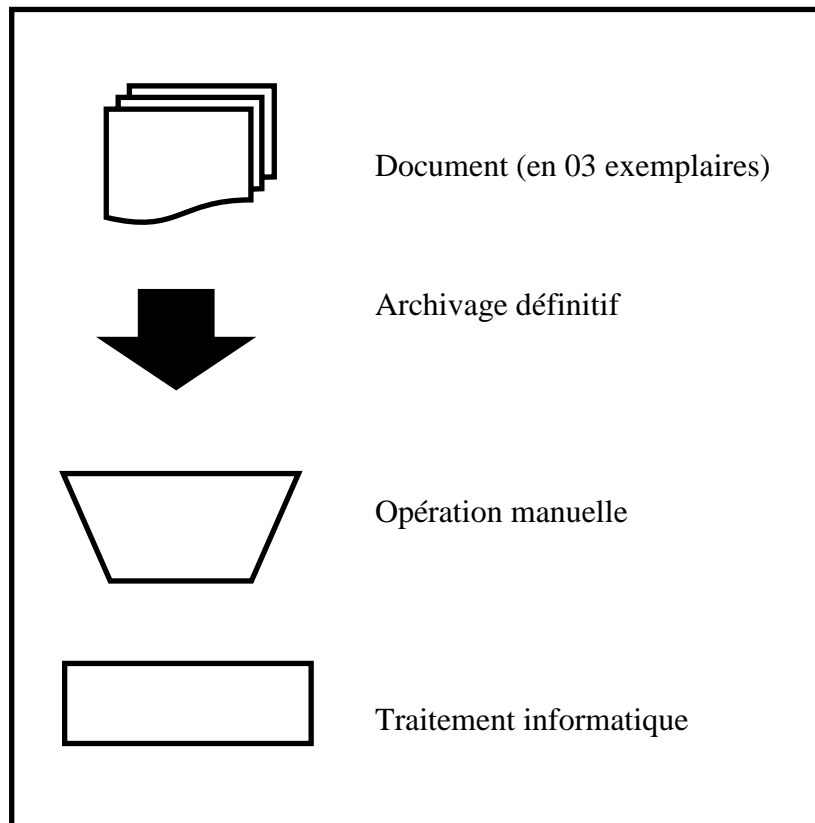 Document (en 03 exemplaires)
Archivage définitif
Opération manuelle
Traitement informatique